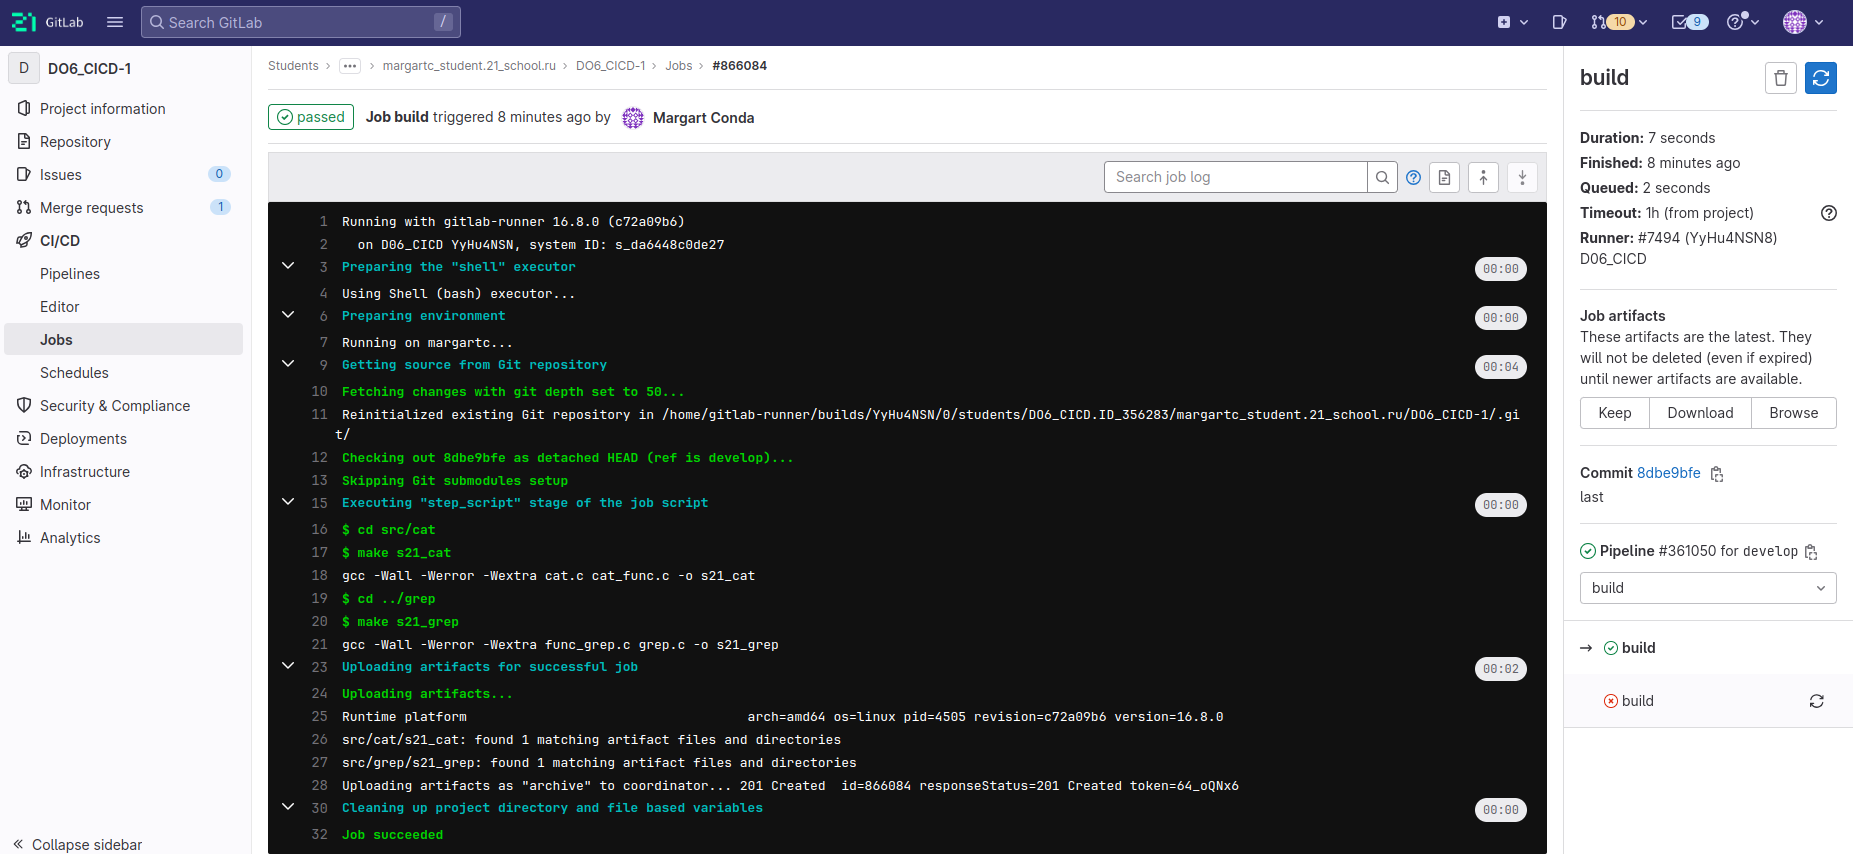 GitLab
Search GitLab
/
10
9
D
DO6_CICD-1
Project information
Repository
Issues
0
Merge requests
1
CI/CD
Pipelines
Editor
Jobs
Schedules
Security & Compliance
Deployments
Infrastructure
Monitor
Analytics
Collapse sidebar
Students > ··· > margartc_student.21_school.ru > DO6_CICD-1 > Jobs > #866084
passed
Job build triggered 8 minutes ago by Margart Conda
Search job log
1 Running with gitlab-runner 16.8.0 (c72a09b6)
2 on D06_CICD YyHu4NSN, system ID: s_da6448c0de27
3 Preparing the "shell" executor 00:00
4 Using Shell (bash) executor...
6 Preparing environment 00:00
7 Running on margartc...
9 Getting source from Git repository 00:04
10 Fetching changes with git depth set to 50...
11 Reinitialized existing Git repository in /home/gitlab-runner/builds/YyHu4NSN/0/students/DO6_CICD.ID_356283/margartc_student.21_school.ru/DO6_CICD-1/.gi
t/
12 Checking out 8dbe9bfe as detached HEAD (ref is develop)...
13 Skipping Git submodules setup
15 Executing "step_script" stage of the job script 00:00
16 $ cd src/cat
17 $ make s21_cat
18 gcc -Wall -Werror -Wextra cat.c cat_func.c -o s21_cat
19 $ cd ../grep
20 $ make s21_grep
21 gcc -Wall -Werror -Wextra func_grep.c grep.c -o s21_grep
23 Uploading artifacts for successful job 00:02
24 Uploading artifacts...
25 Runtime platform arch=amd64 os=linux pid=4505 revision=c72a09b6 version=16.8.0
26 src/cat/s21_cat: found 1 matching artifact files and directories
27 src/grep/s21_grep: found 1 matching artifact files and directories
28 Uploading artifacts as "archive" to coordinator... 201 Created id=866084 responseStatus=201 Created token=64_oQNx6
30 Cleaning up project directory and file based variables 00:00
32 Job succeeded
build
Duration: 7 seconds
Finished: 8 minutes ago
Queued: 2 seconds
Timeout: 1h (from project)
Runner: #7494 (YyHu4NSN8)
D06_CICD
Job artifacts
These artifacts are the latest. They
will not be deleted (even if expired)
until newer artifacts are available.
Keep Download Browse
Commit 8dbe9bfe
last
Pipeline #361050 for develop
build
build
build